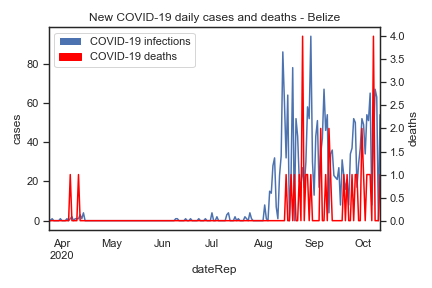 New COVID-19 daily cases and deaths - Belize
COVID-19 infections
COVID-19 deaths
cases
80
60
40
20
0
deaths
4.0
3.5
3.0
2.5
2.0
1.5
1.0
0.5
0.0
Apr May Jun Jul Aug Sep Oct
2020
dateRep